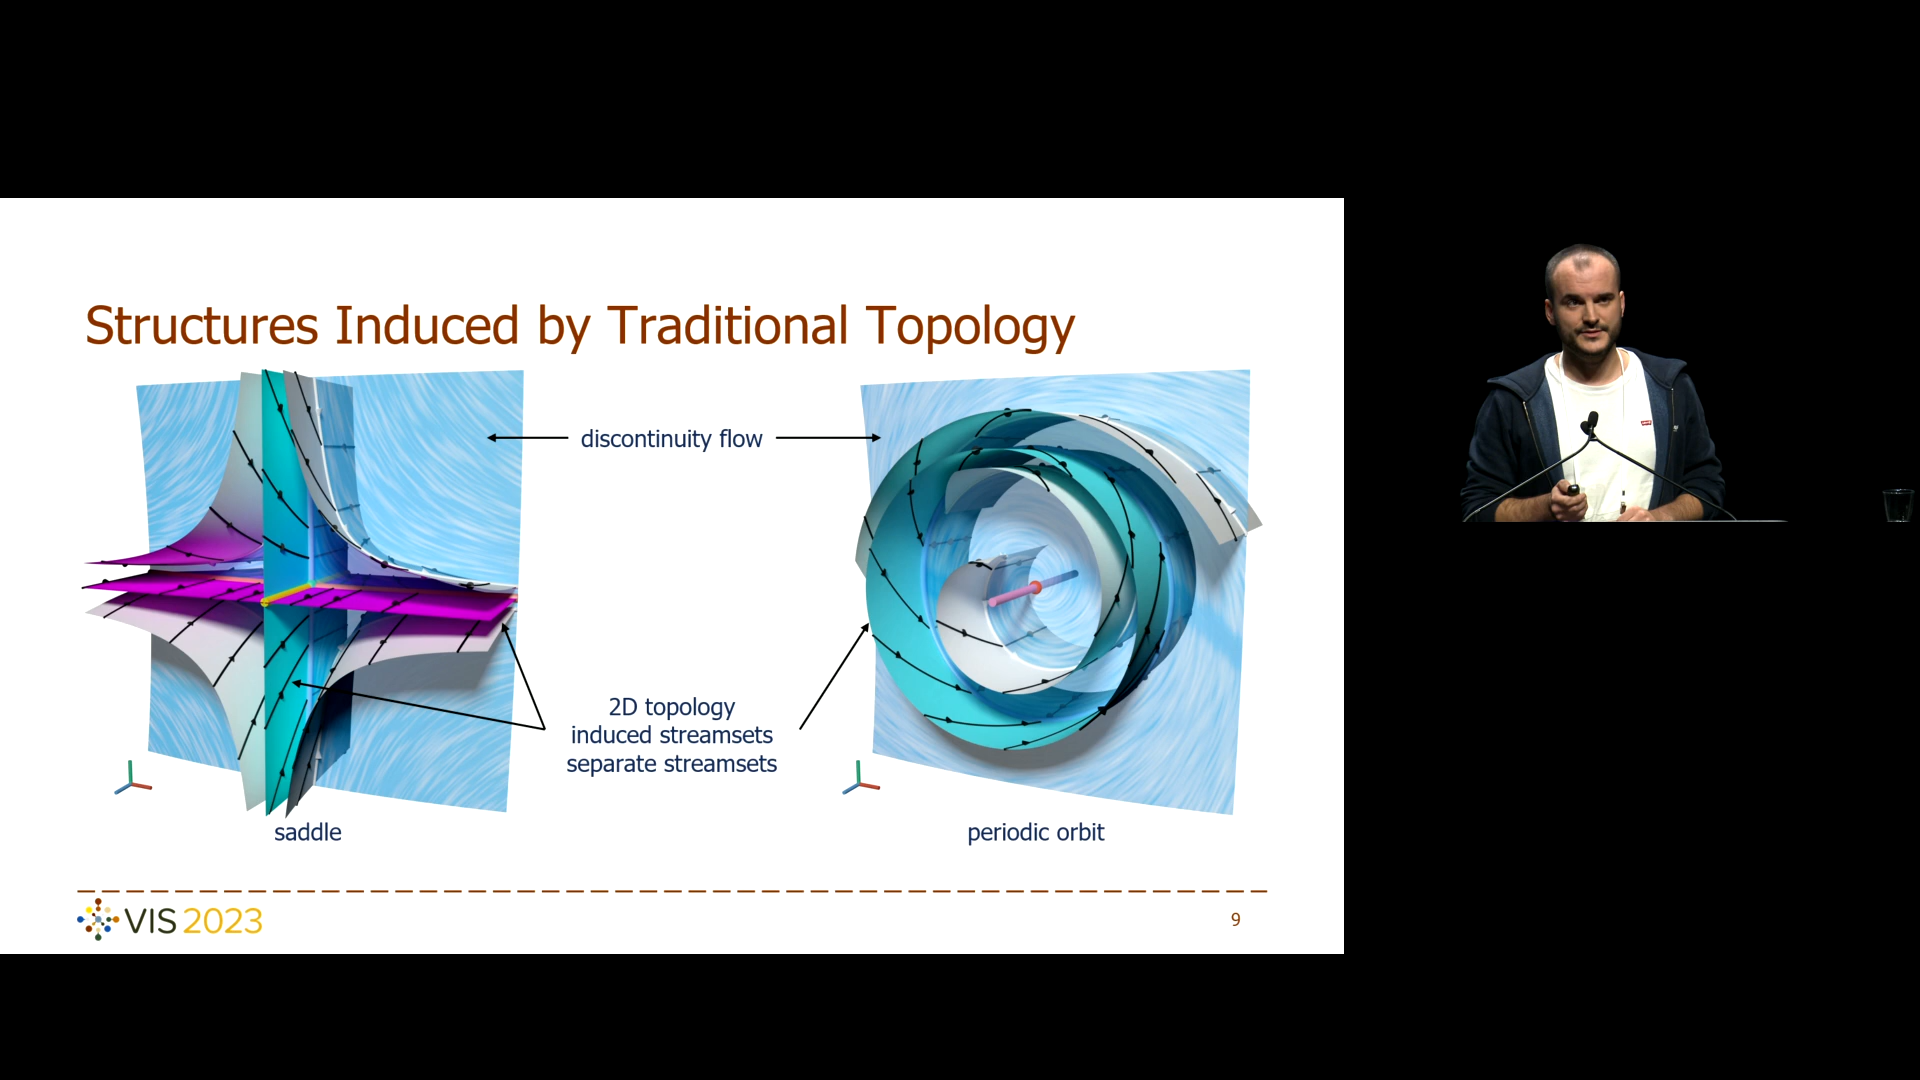 Structures Induced by Traditional Topology
discontinuity flow
2D topology
induced streamsets
separate streamsets
saddle
periodic orbit
VIS 2023
9